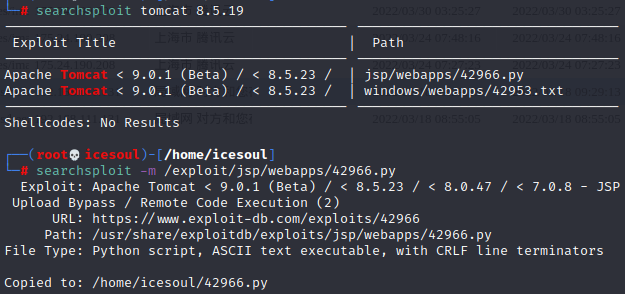 └─# searchsploit tomcat 8.5.19
Exploit Title | Path
Apache Tomcat < 9.0.1 (Beta) / < 8.5.23 / | jsp/webapps/42966.py
Apache Tomcat < 9.0.1 (Beta) / < 8.5.23 / | windows/webapps/42953.txt
Shellcodes: No Results
┌──(root💀icesoul)-[/home/icesoul]
└─# searchsploit -m /exploit/jsp/webapps/42966.py
Exploit: Apache Tomcat < 9.0.1 (Beta) / < 8.5.23 / < 8.0.47 / < 7.0.8 - JSP
Upload Bypass / Remote Code Execution (2)
URL: https://www.exploit-db.com/exploits/42966
Path: /usr/share/exploitdb/exploits/jsp/webapps/42966.py
File Type: Python script, ASCII text executable, with CRLF line terminators
Copied to: /home/icesoul/42966.py